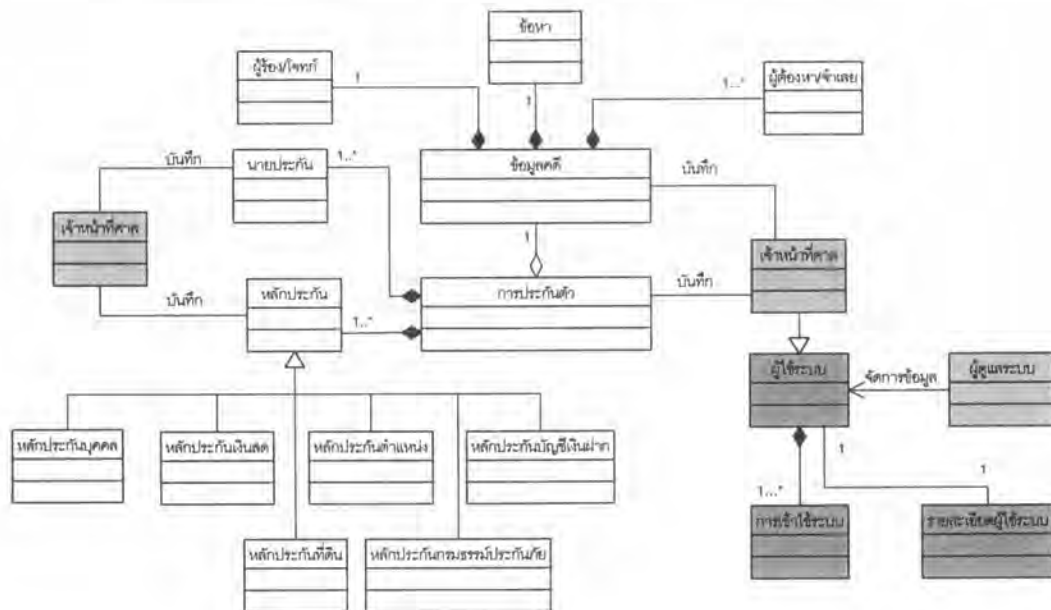 ข้อหา
ผู้ร้อง/โจทก์
ผู้ต้องหา/จำเลย
1
1
1...*
บันทึก
นายประกัน
1..*
ข้อมูลคดี
บันทึก
เจ้าหน้าที่ศาล
1
เจ้าหน้าที่ศาล
บันทึก
หลักประกัน
1..*
การประกันตัว
บันทึก
ผู้ใช้ระบบ
จัดการข้อมูล
ผู้ดูแลระบบ
หลักประกันบุคคล
หลักประกันเงินสด
หลักประกันตำแหน่ง
หลักประกันบัญชีเงินฝาก
1
1
1...*
การเข้าใช้ระบบ
รายละเอียดผู้ใช้ระบบ
หลักประกันที่ดิน
หลักประกันกรมธรรม์ประกันภัย